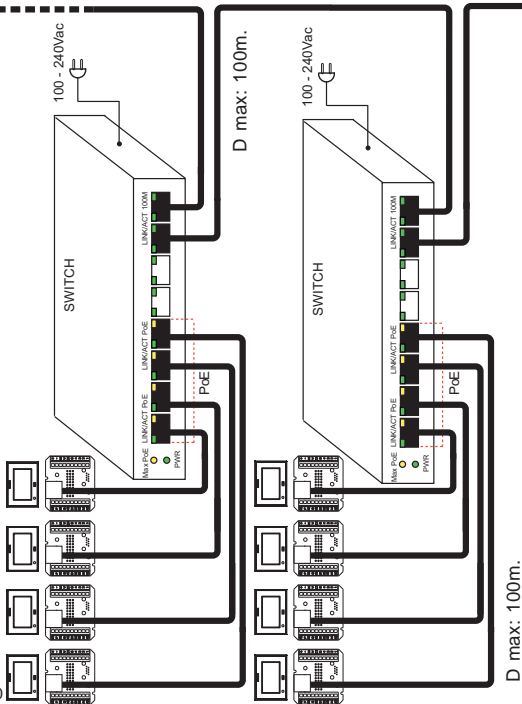 100 - 240Vac
SWITCH
LINK/ACT 100M
LINK/ACT PoE
LINK/ACT PoE
Max PoE
PWR
PoE
D max: 100m.
100 - 240Vac
SWITCH
LINK/ACT 100M
LINK/ACT PoE
LINK/ACT PoE
Max PoE
PWR
PoE
D max: 100m.